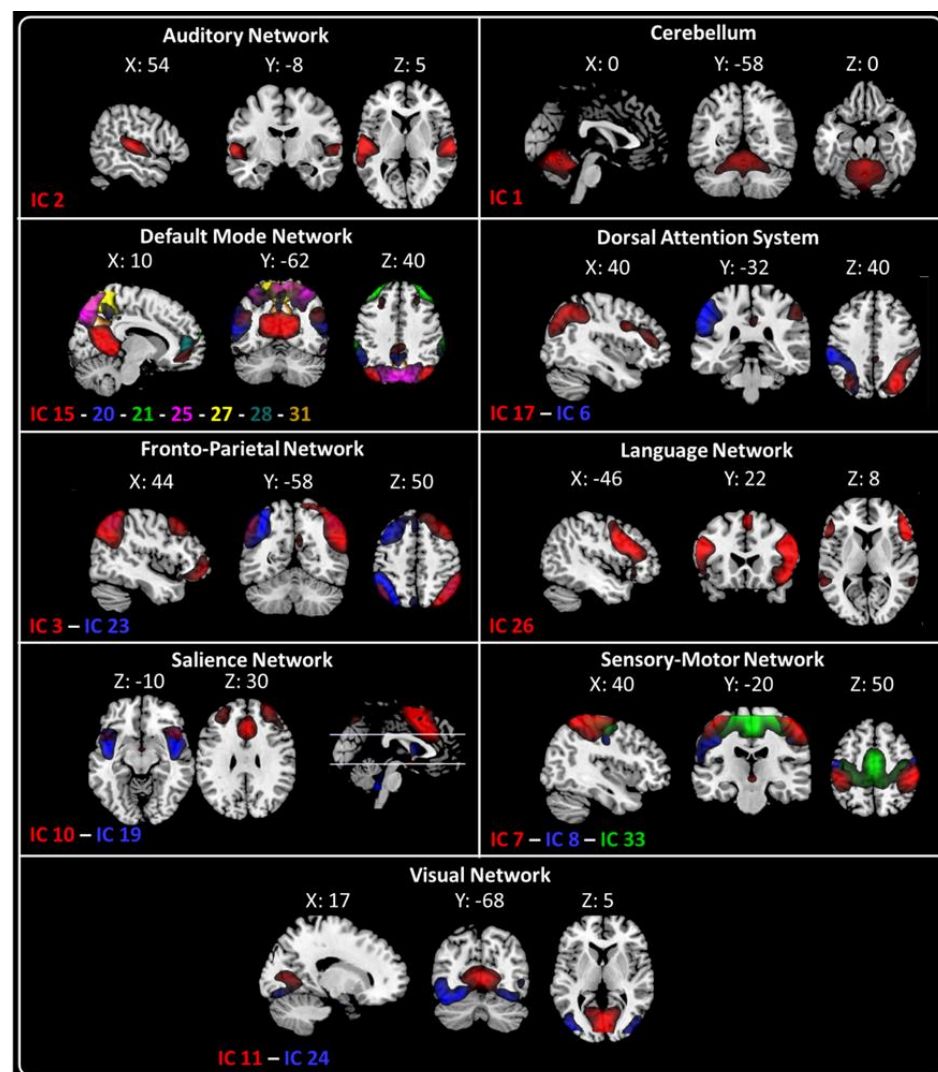 Auditory Network
X: 54 Y: -8 Z: 5
IC 2
Cerebellum
X: 0 Y: -58 Z: 0
IC 1
Default Mode Network
X: 10 Y: -62 Z: 40
IC 15 - 20 - 21 - 25 - 27 - 28 - 31
Dorsal Attention System
X: 40 Y: -32 Z: 40
IC 17 – IC 6
Fronto-Parietal Network
X: 44 Y: -58 Z: 50
IC 3 – IC 23
Language Network
X: -46 Y: 22 Z: 8
IC 26
Salience Network
Z: -10 Z: 30
IC 10 – IC 19
Sensory-Motor Network
X: 40 Y: -20 Z: 50
IC 7 – IC 8 – IC 33
Visual Network
X: 17 Y: -68 Z: 5
IC 11 – IC 24